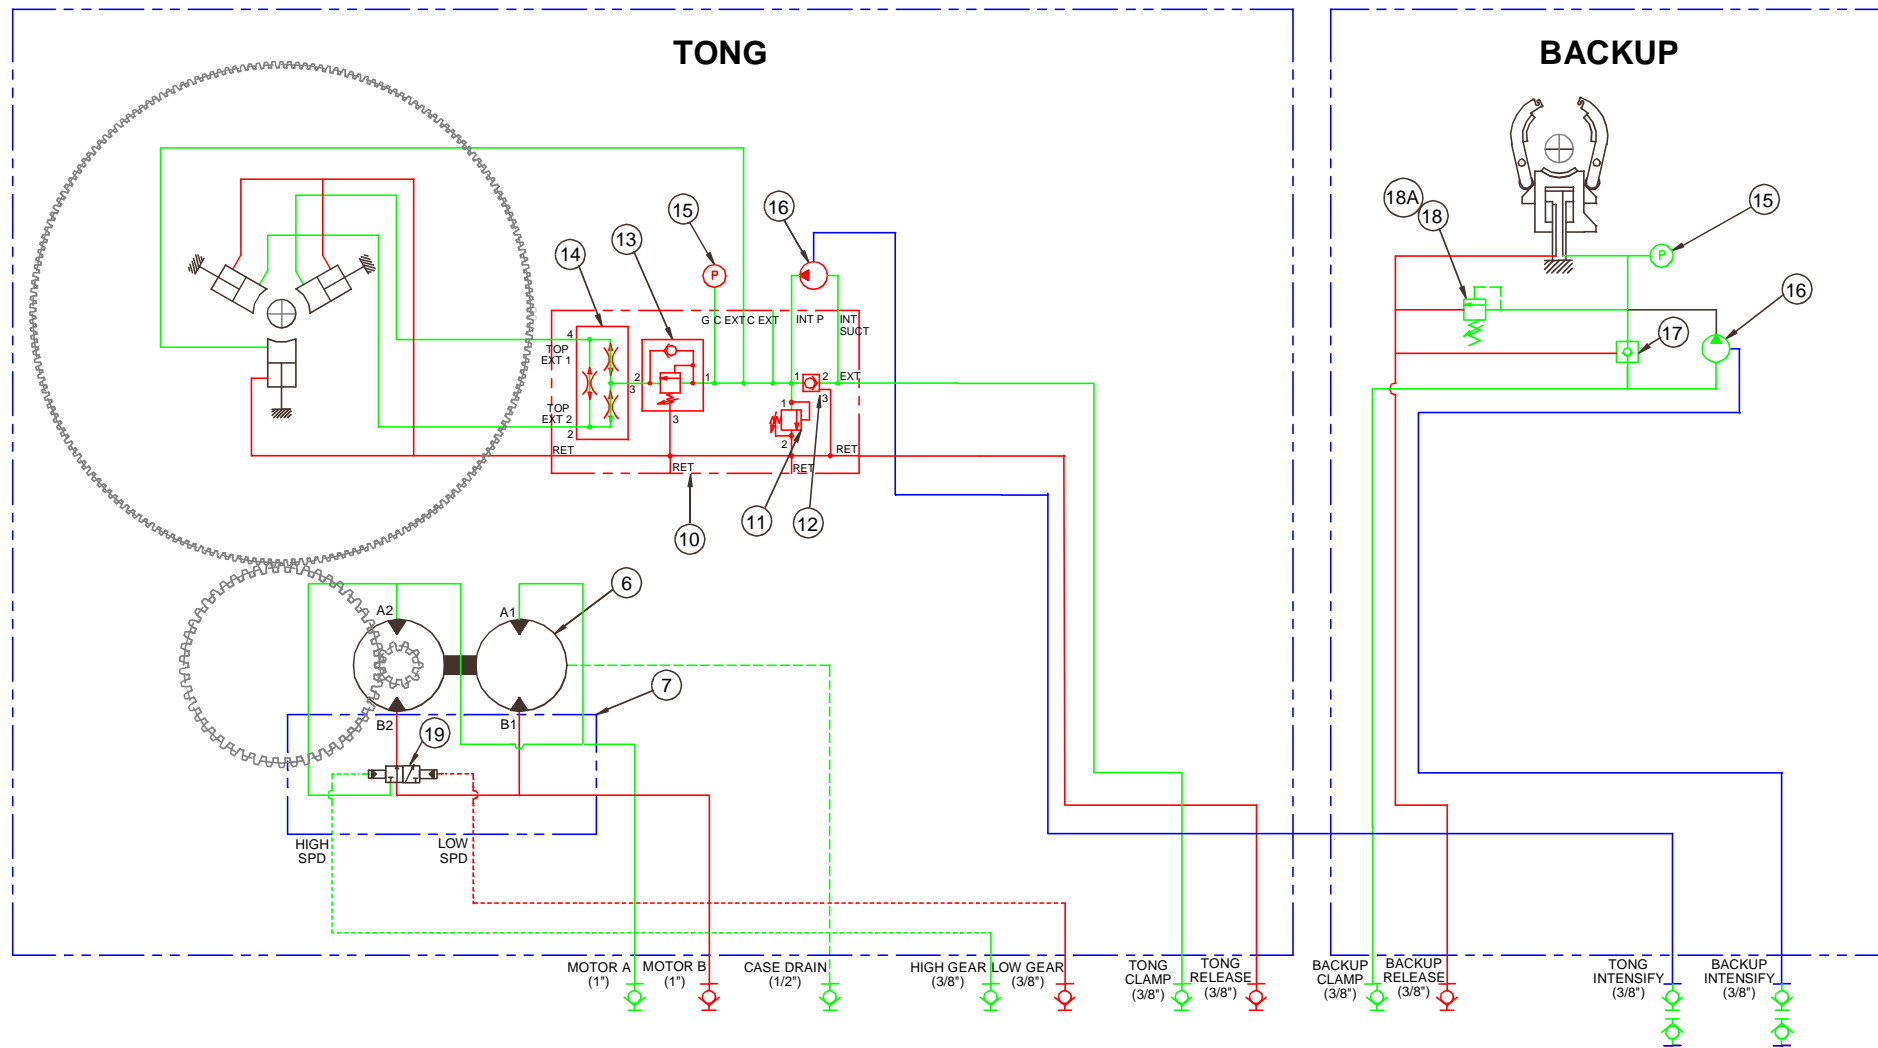 TONG
BACKUP
18A
18
15
16
17
15
16
13
14
G C EXT C EXT
INT P
INT
SUCT
4
TOP
EXT 1
2
3
1
1
2
EXT
3
1
3
2
TOP
EXT 2
2
RET
RET
RET
RET
10
11
12
6
A2
A1
7
B2
B1
19
HIGH
SPD
LOW
SPD
MOTOR A
(1")
MOTOR B
(1")
CASE DRAIN
(1/2")
HIGH GEAR
(3/8")
LOW GEAR
(3/8")
TONG
CLAMP
(3/8")
TONG
RELEASE
(3/8")
BACKUP
CLAMP
(3/8")
BACKUP
RELEASE
(3/8")
TONG
INTENSIFY
(3/8")
BACKUP
INTENSIFY
(3/8")
P
P